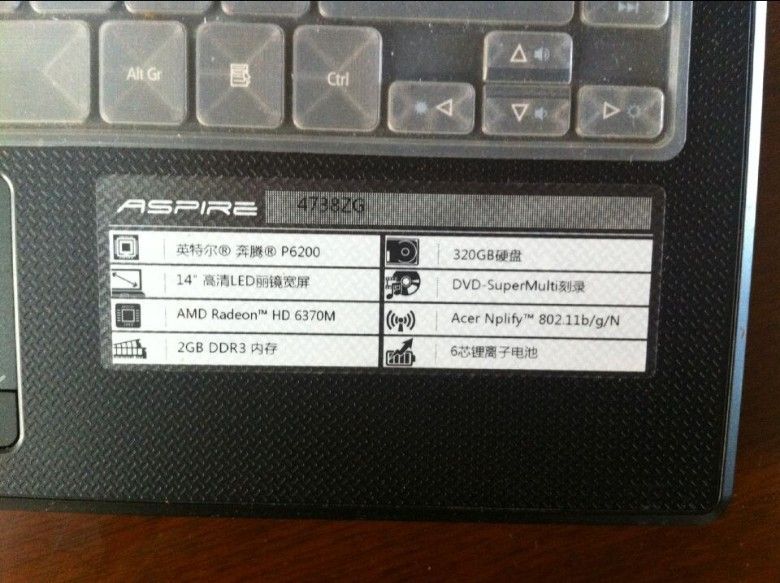 Alt Gr
Ctrl
ASPIRE 4738ZG
英特尔® 奔腾® P6200
320GB硬盘
14" 高清LED丽镜宽屏
DVD-SuperMulti刻录
AMD Radeon™ HD 6370M
Acer Nplify™ 802.11b/g/N
2GB DDR3 内存
6芯锂离子电池